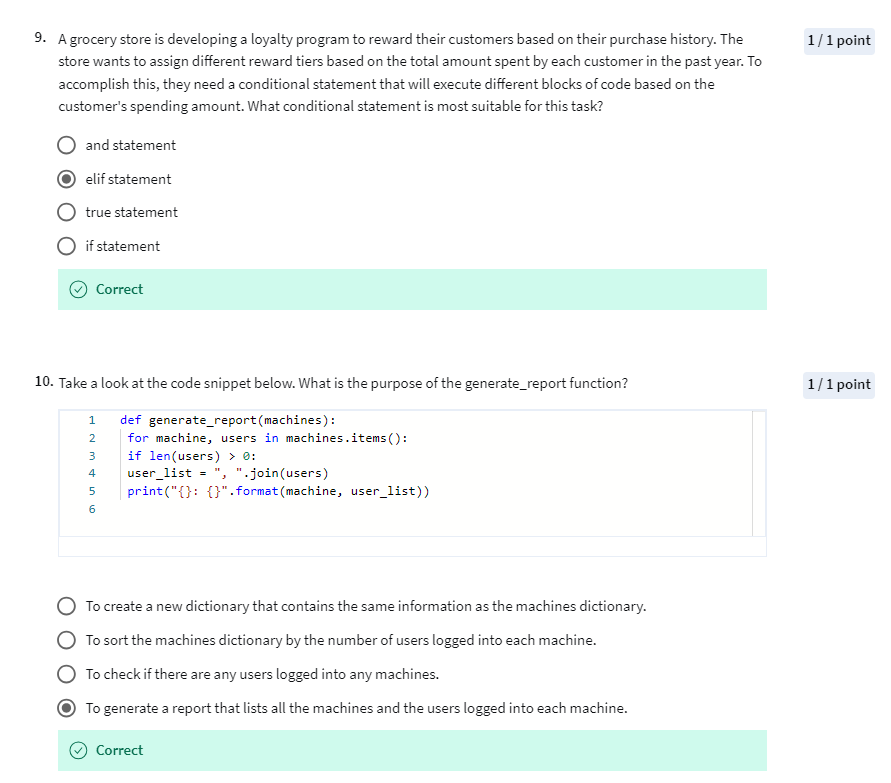 9. A grocery store is developing a loyalty program to reward their customers based on their purchase history. The
1 / 1 point
store wants to assign different reward tiers based on the total amount spent by each customer in the past year. To
accomplish this, they need a conditional statement that will execute different blocks of code based on the
customer's spending amount. What conditional statement is most suitable for this task?
and statement
elif statement
true statement
if statement
Correct
10. Take a look at the code snippet below. What is the purpose of the generate_report function?
1 / 1 point
1 def generate_report(machines):
2 for machine, users in machines.items():
3 if len(users) > 0:
4 user_list = ", ".join(users)
5 print("{}: {}".format(machine, user_list))
6
To create a new dictionary that contains the same information as the machines dictionary.
To sort the machines dictionary by the number of users logged into each machine.
To check if there are any users logged into any machines.
To generate a report that lists all the machines and the users logged into each machine.
Correct